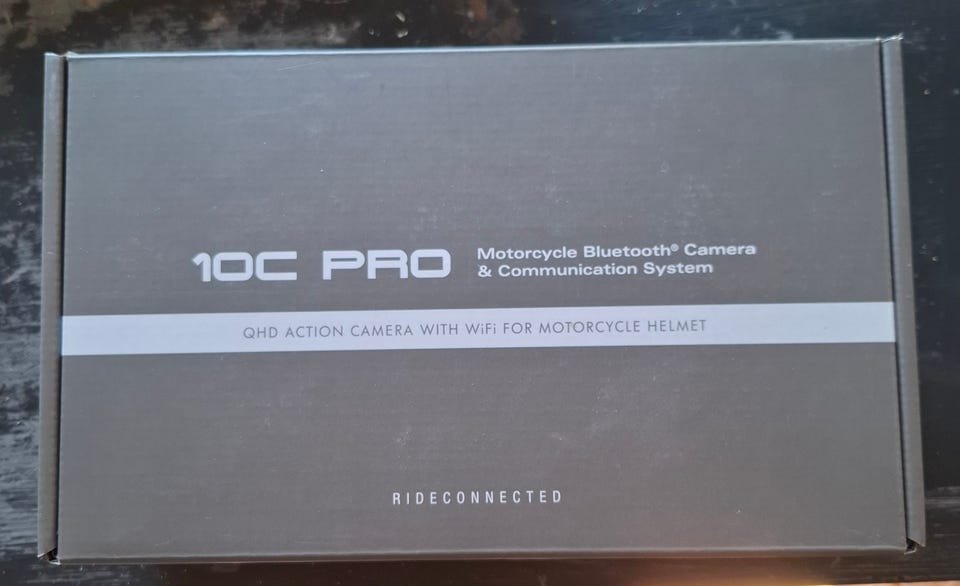 10C PRO
Motorcycle Bluetooth® Camera
& Communication System
QHD ACTION CAMERA WITH WiFi FOR MOTORCYCLE HELMET
RIDECONNECTED